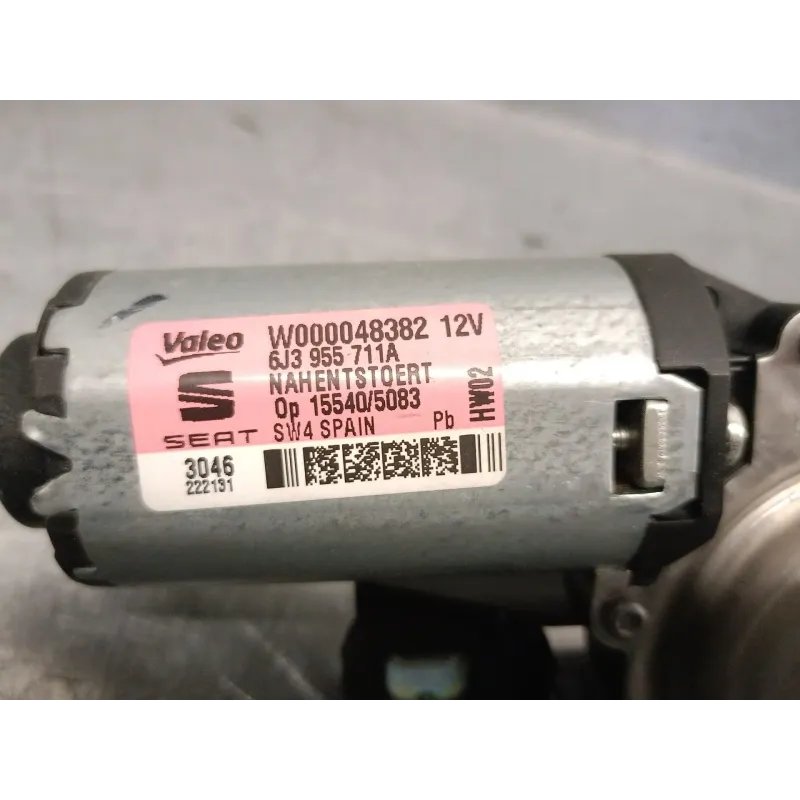 Valeo W000048382 12V
6J3 955 711A
NAHENTSTOERT
Op 15540/5083
SEAT SW4 SPAIN Pb
HW02
3046
222131